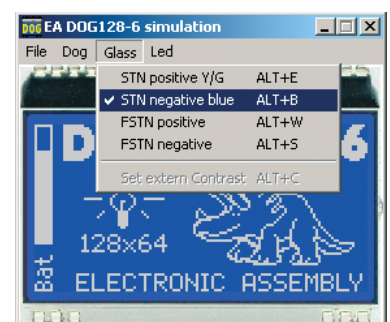 DOG EA DOG128-6 simulation
File Dog Glass Led
STN positive Y/G ALT+E
STN negative blue ALT+B
FSTN positive ALT+W
FSTN negative ALT+S
Set extern Contrast ALT+C
D 6
128x64
Bat
ELECTRONIC ASSEMBLY